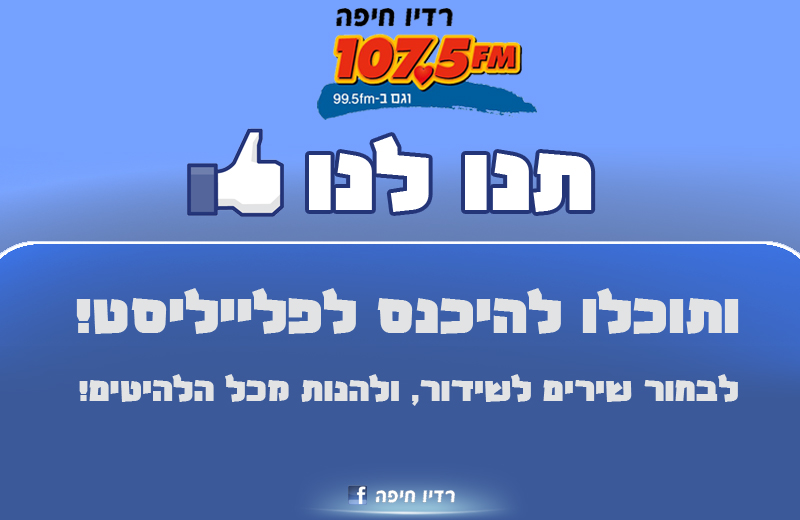 רדיו חיפה
107.5FM
וגם ב-99.5fm
תנו לנו
ותוכלו להיכנס לפלייליסט!
לבחור שירים לשידור, ולהנות מכל הלהיטים!
רדיו חיפה f